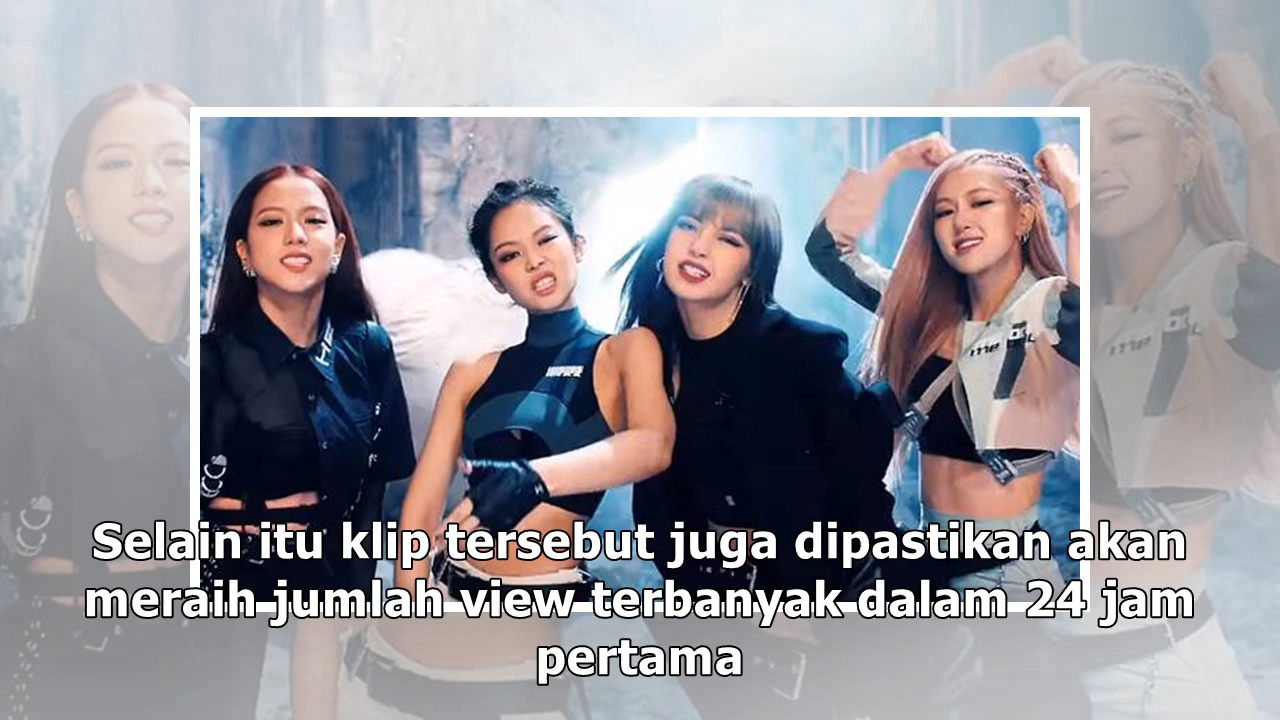 Selain itu klip tersebut juga dipastikan akan
meraih jumlah view terbanyak dalam 24 jam
pertama